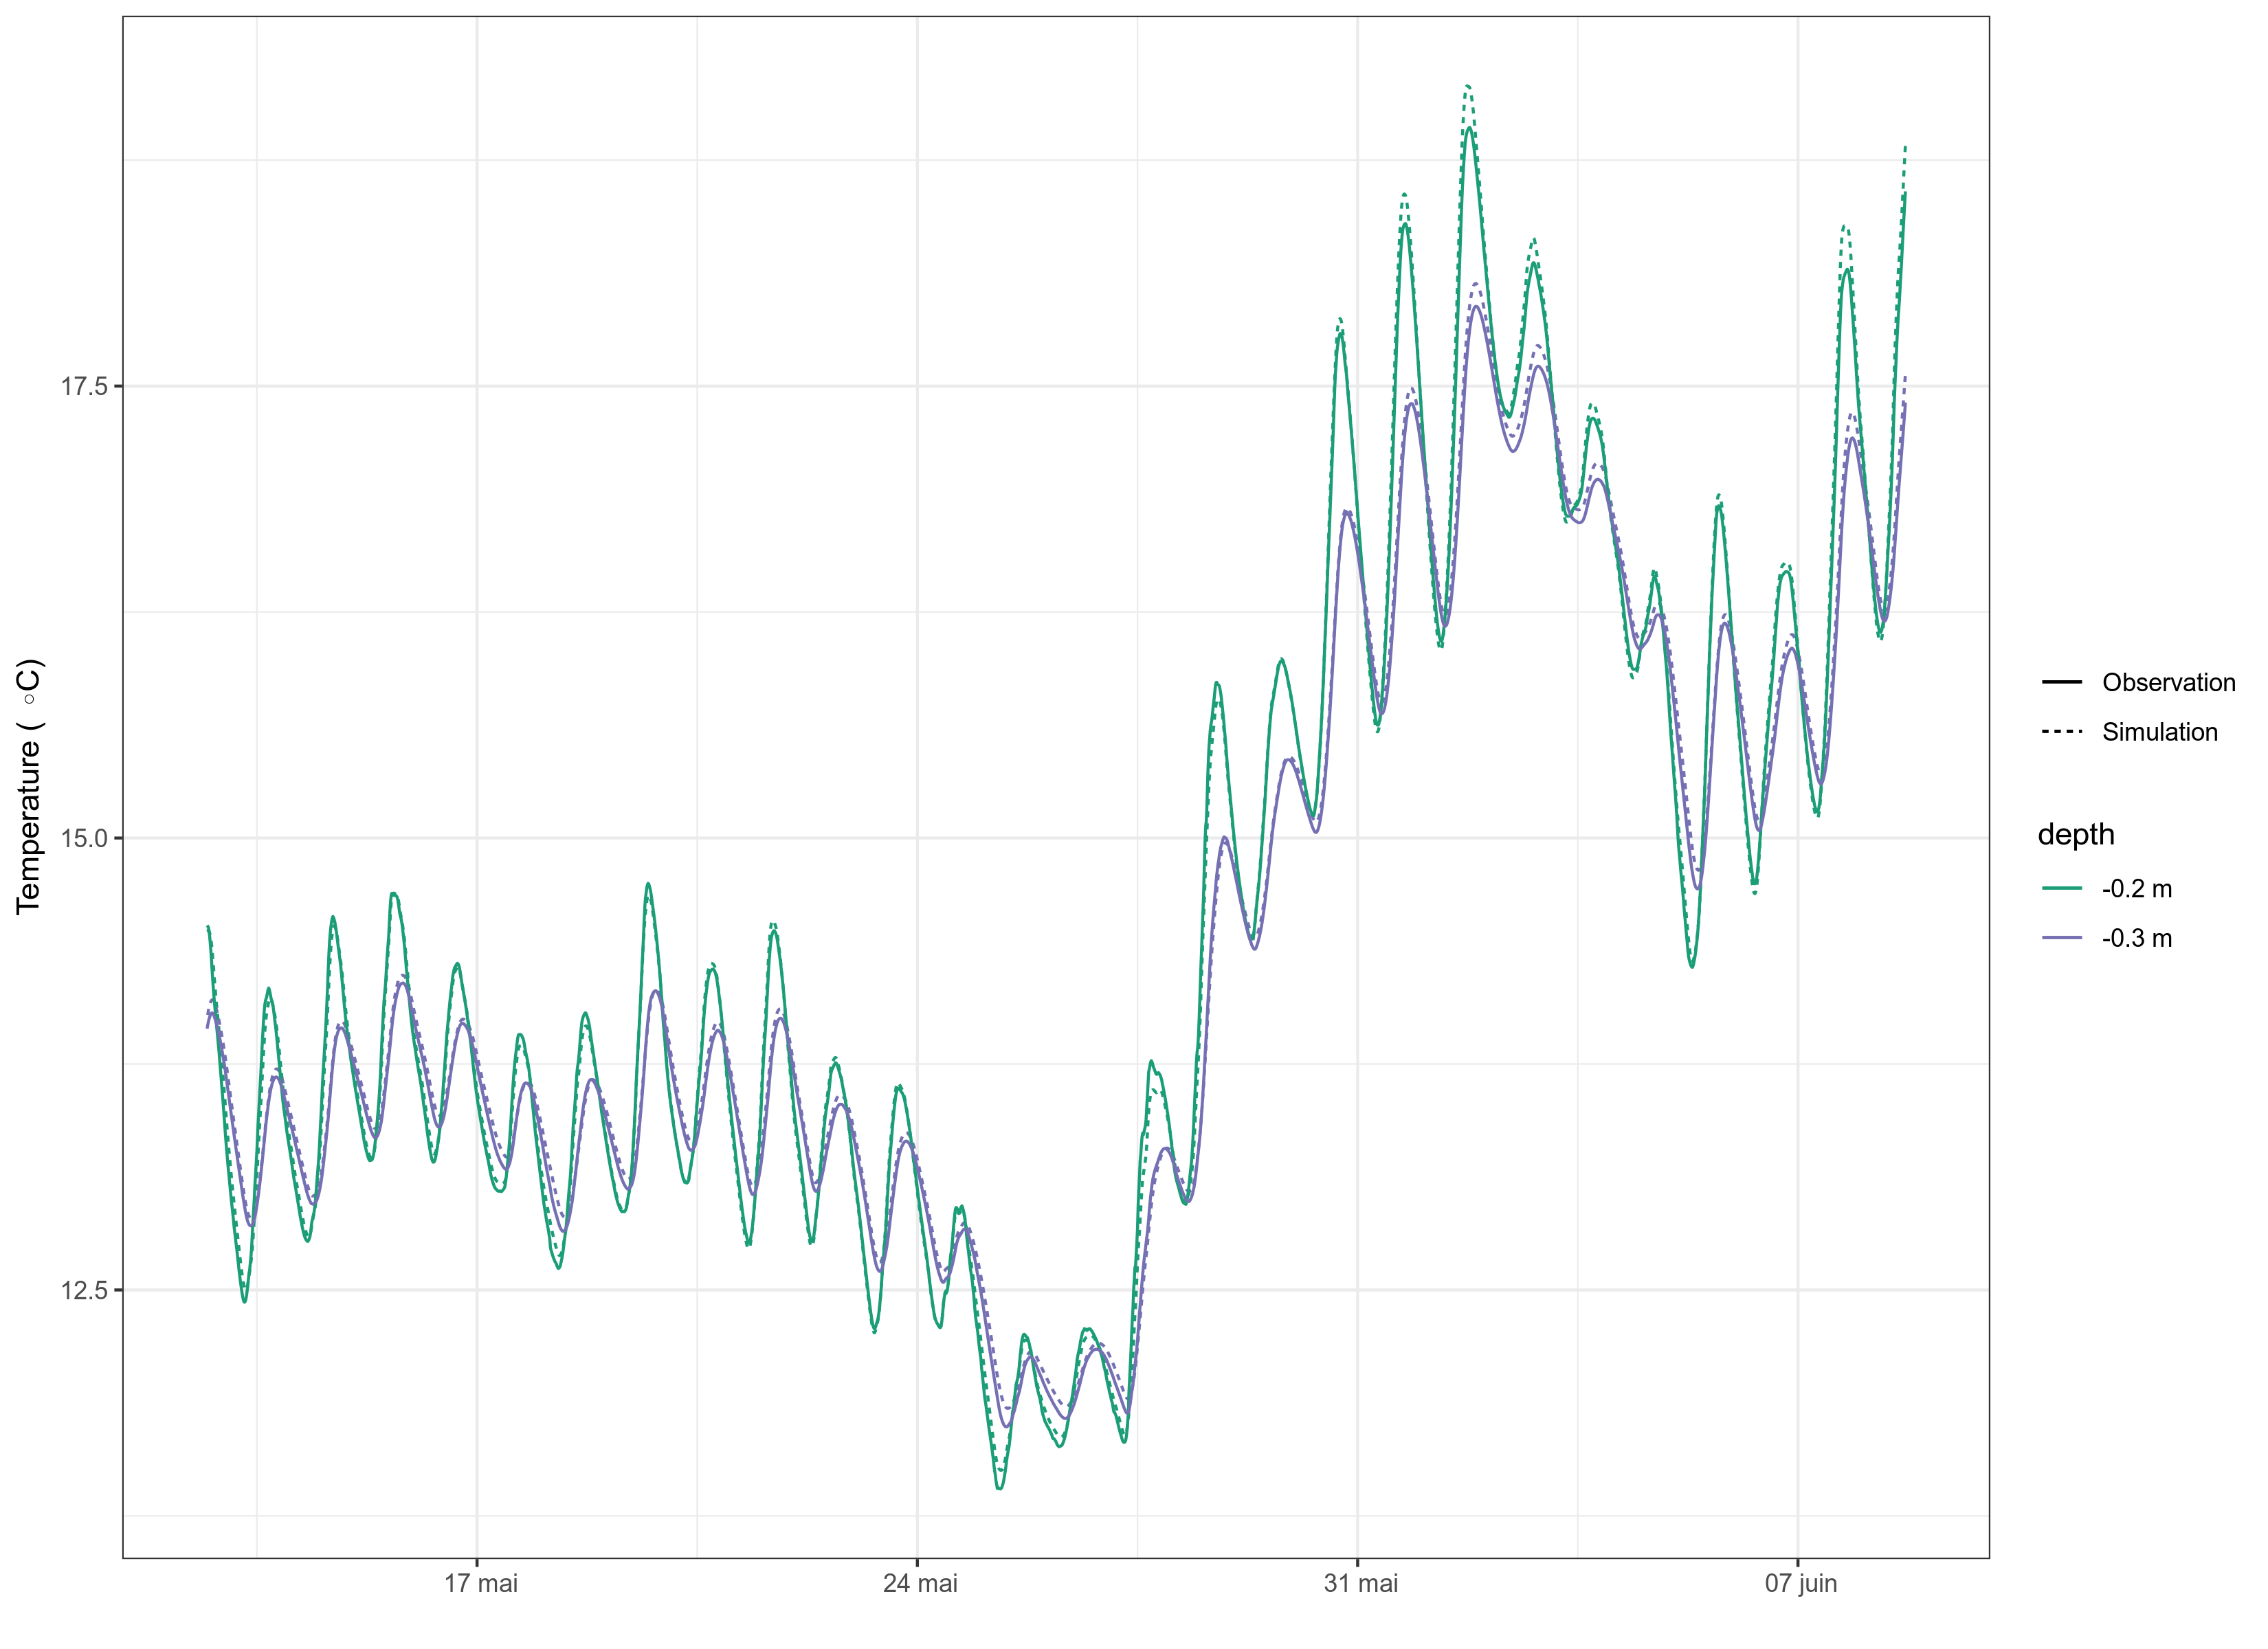 Temperature ( ◦C)
17.5
15.0
12.5
17 mai
24 mai
31 mai
07 juin
Observation
Simulation
depth
-0.2 m
-0.3 m